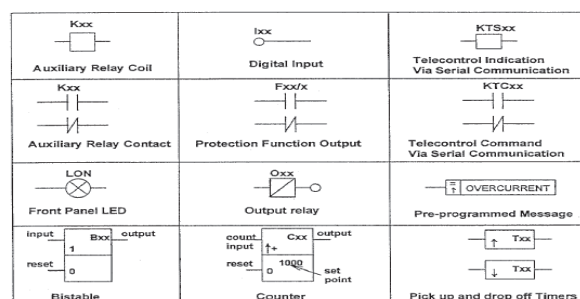 Kxx
Auxiliary Relay Coil
Ixx
Digital Input
KTSxx
Telecontrol Indication
Via Serial Communication
Kxx
Auxiliary Relay Contact
Fxx/x
Protection Function Output
KTCxx
Telecontrol Command
Via Serial Communication
LON
Front Panel LED
Oxx
Output relay
= ↑ OVERCURRENT
Pre-programmed Message
input Bxx output
1
reset 0
Bistable
count input Cxx output
↑+
reset 0 1000 set point
Counter
↑ Txx
↓ Txx
Pick up and drop off Timers